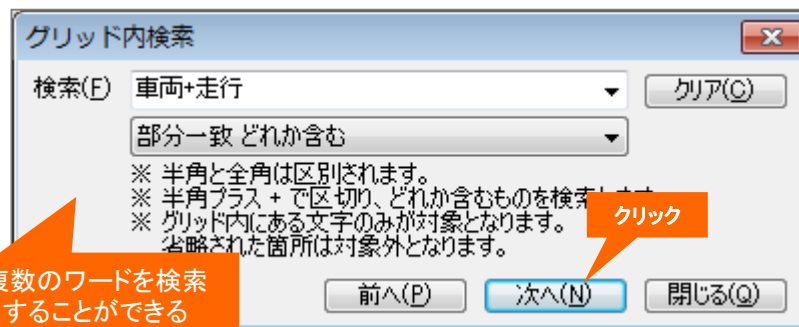 グリッド内検索
検索(F) 車両+走行 クリア(C)
部分一致 どれか含む
※ 半角と全角は区別されます。
※ 半角プラス + で区切り、どれか含むものを検索します。
※ グリッド内にある文字のみが対象となります。
省略された箇所は対象外となります。
クリック
複数のワードを検索
することができる
前へ(P) 次へ(N) 閉じる(Q)